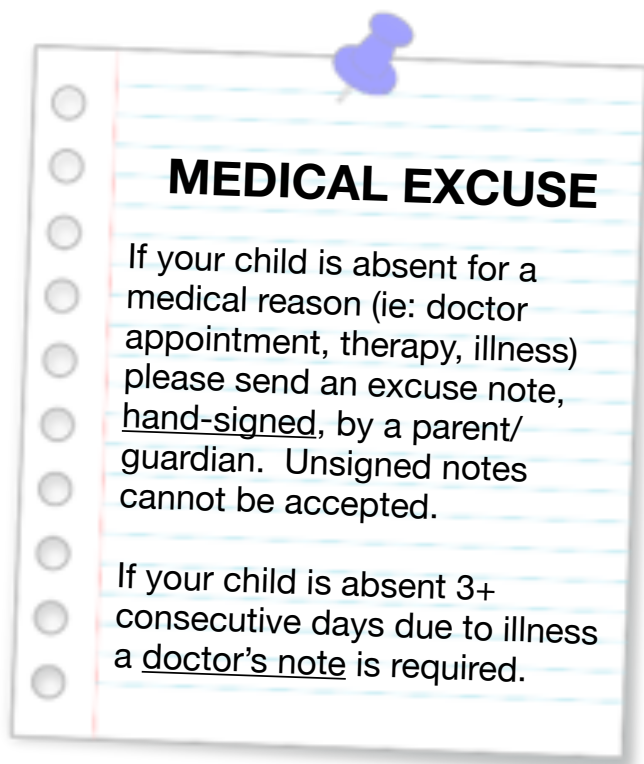 MEDICAL EXCUSE
If your child is absent for a
medical reason (ie: doctor
appointment, therapy, illness)
please send an excuse note,
hand-signed, by a parent/
guardian.  Unsigned notes
cannot be accepted.
If your child is absent 3+
consecutive days due to illness
a doctor's note is required.